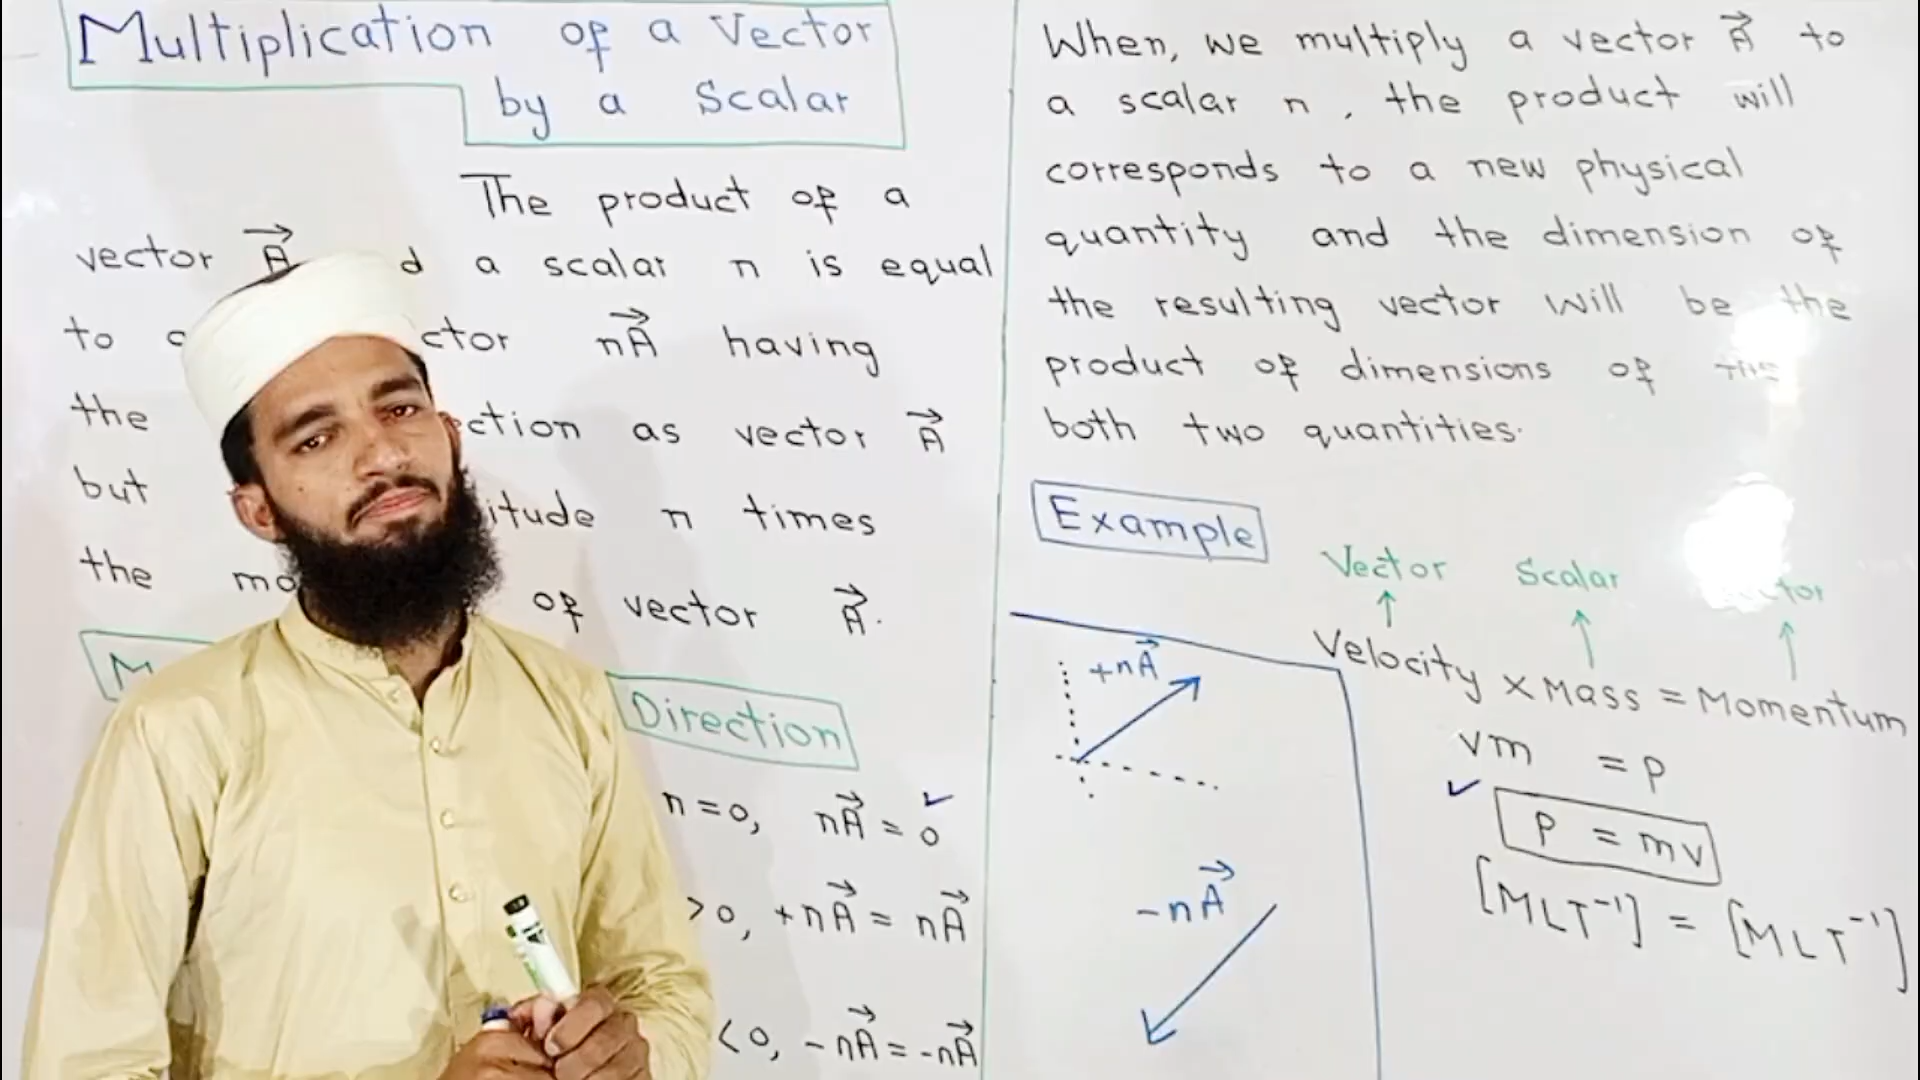 Multiplication of a Vector
by a Scalar
The product of a
vector A⃗ a scalar n is equal
to nA⃗ having
the as vector A⃗
but n times
the of vector A⃗.
Direction
n=0, nA⃗ = 0
>0, +nA⃗ = nA⃗
<0, -nA⃗ = -nA⃗
When, we multiply a vector A⃗ to
a scalar n, the product will
corresponds to a new physical
quantity and the dimension of
the resulting vector will be the
product of dimensions of the
both two quantities.
Example
Vector Scalar
↑ ↑ ↑
Velocity × Mass = Momentum
vm = p
✓ p = mv
[MLT⁻¹] = [MLT⁻¹]
+nA⃗
-nA⃗